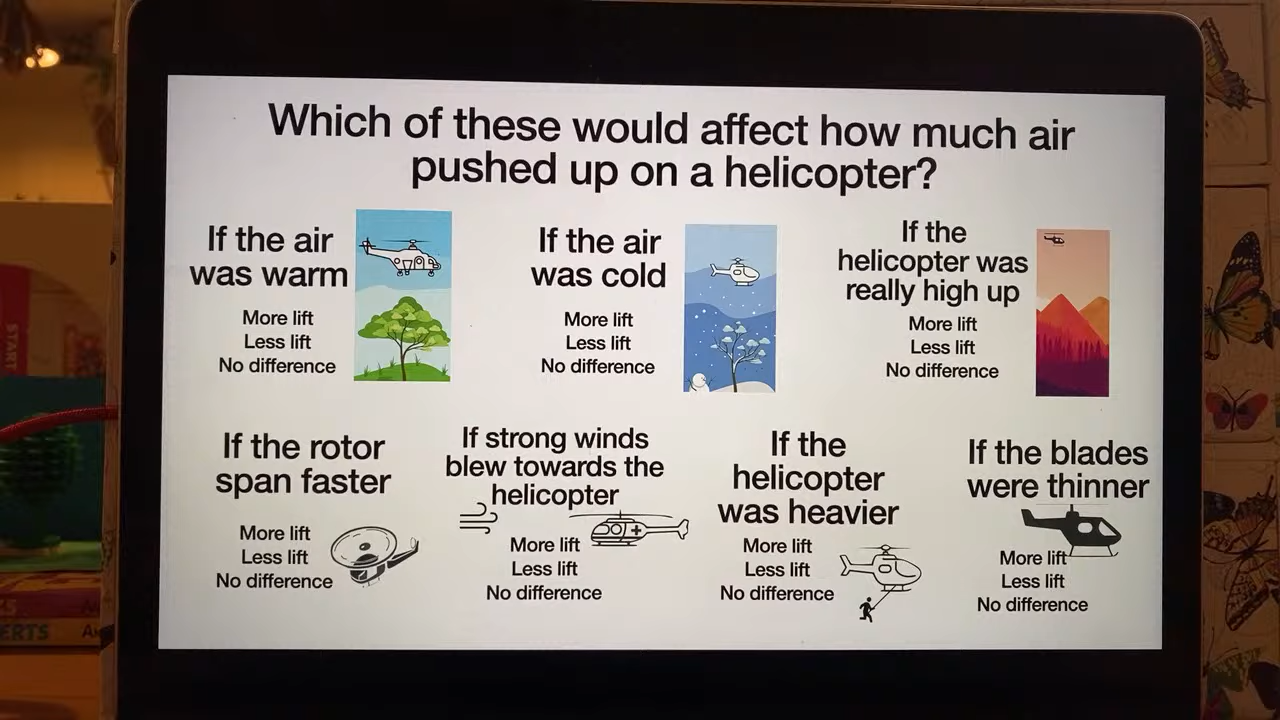 Which of these would affect how much air
pushed up on a helicopter?
If the air
was warm
More lift
Less lift
No difference
If the air
was cold
More lift
Less lift
No difference
If the
helicopter was
really high up
More lift
Less lift
No difference
If the rotor
span faster
More lift
Less lift
No difference
If strong winds
blew towards the
helicopter
More lift
Less lift
No difference
If the
helicopter
was heavier
More lift
Less lift
No difference
If the blades
were thinner
More lift
Less lift
No difference
START